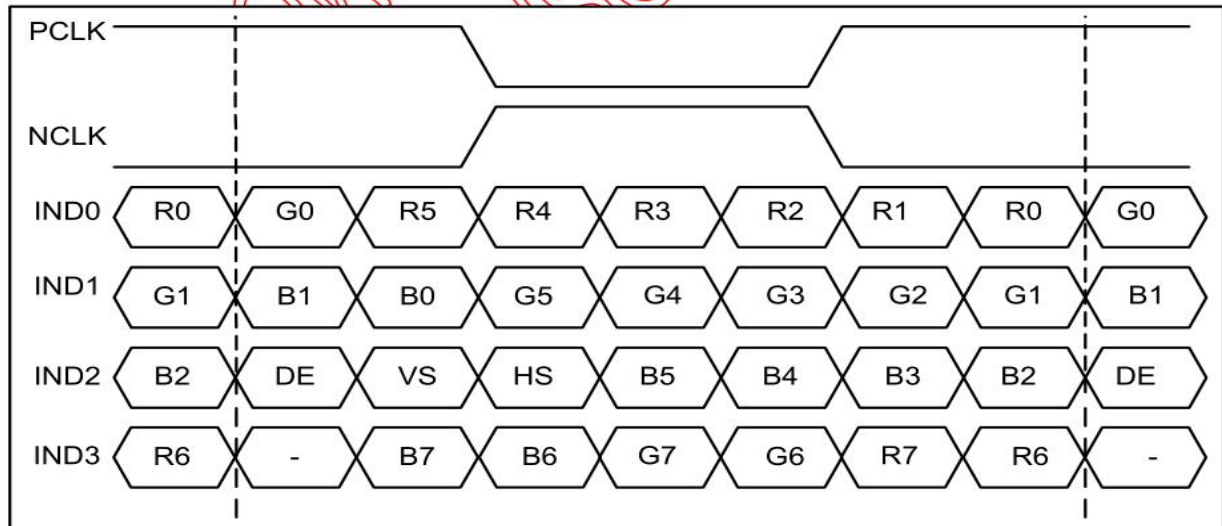 PCLK
NCLK
IND0 R0 G0 R5 R4 R3 R2 R1 R0 G0
IND1 G1 B1 B0 G5 G4 G3 G2 G1 B1
IND2 B2 DE VS HS B5 B4 B3 B2 DE
IND3 R6 - B7 B6 G7 G6 R7 R6 -